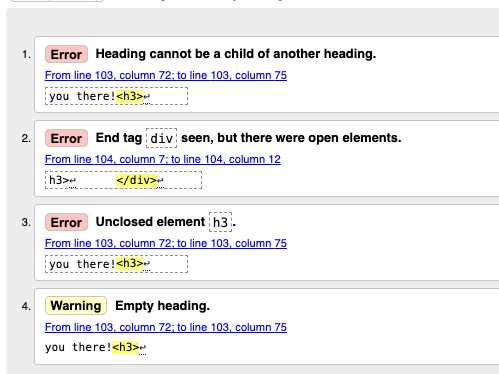 1. Error Heading cannot be a child of another heading.
From line 103, column 72; to line 103, column 75
you there!<h3>↩
2. Error End tag div seen, but there were open elements.
From line 104, column 7; to line 104, column 12
h3>↩ </div>↩
3. Error Unclosed element h3.
From line 103, column 72; to line 103, column 75
you there!<h3>↩
4. Warning Empty heading.
From line 103, column 72; to line 103, column 75
you there!<h3>↩